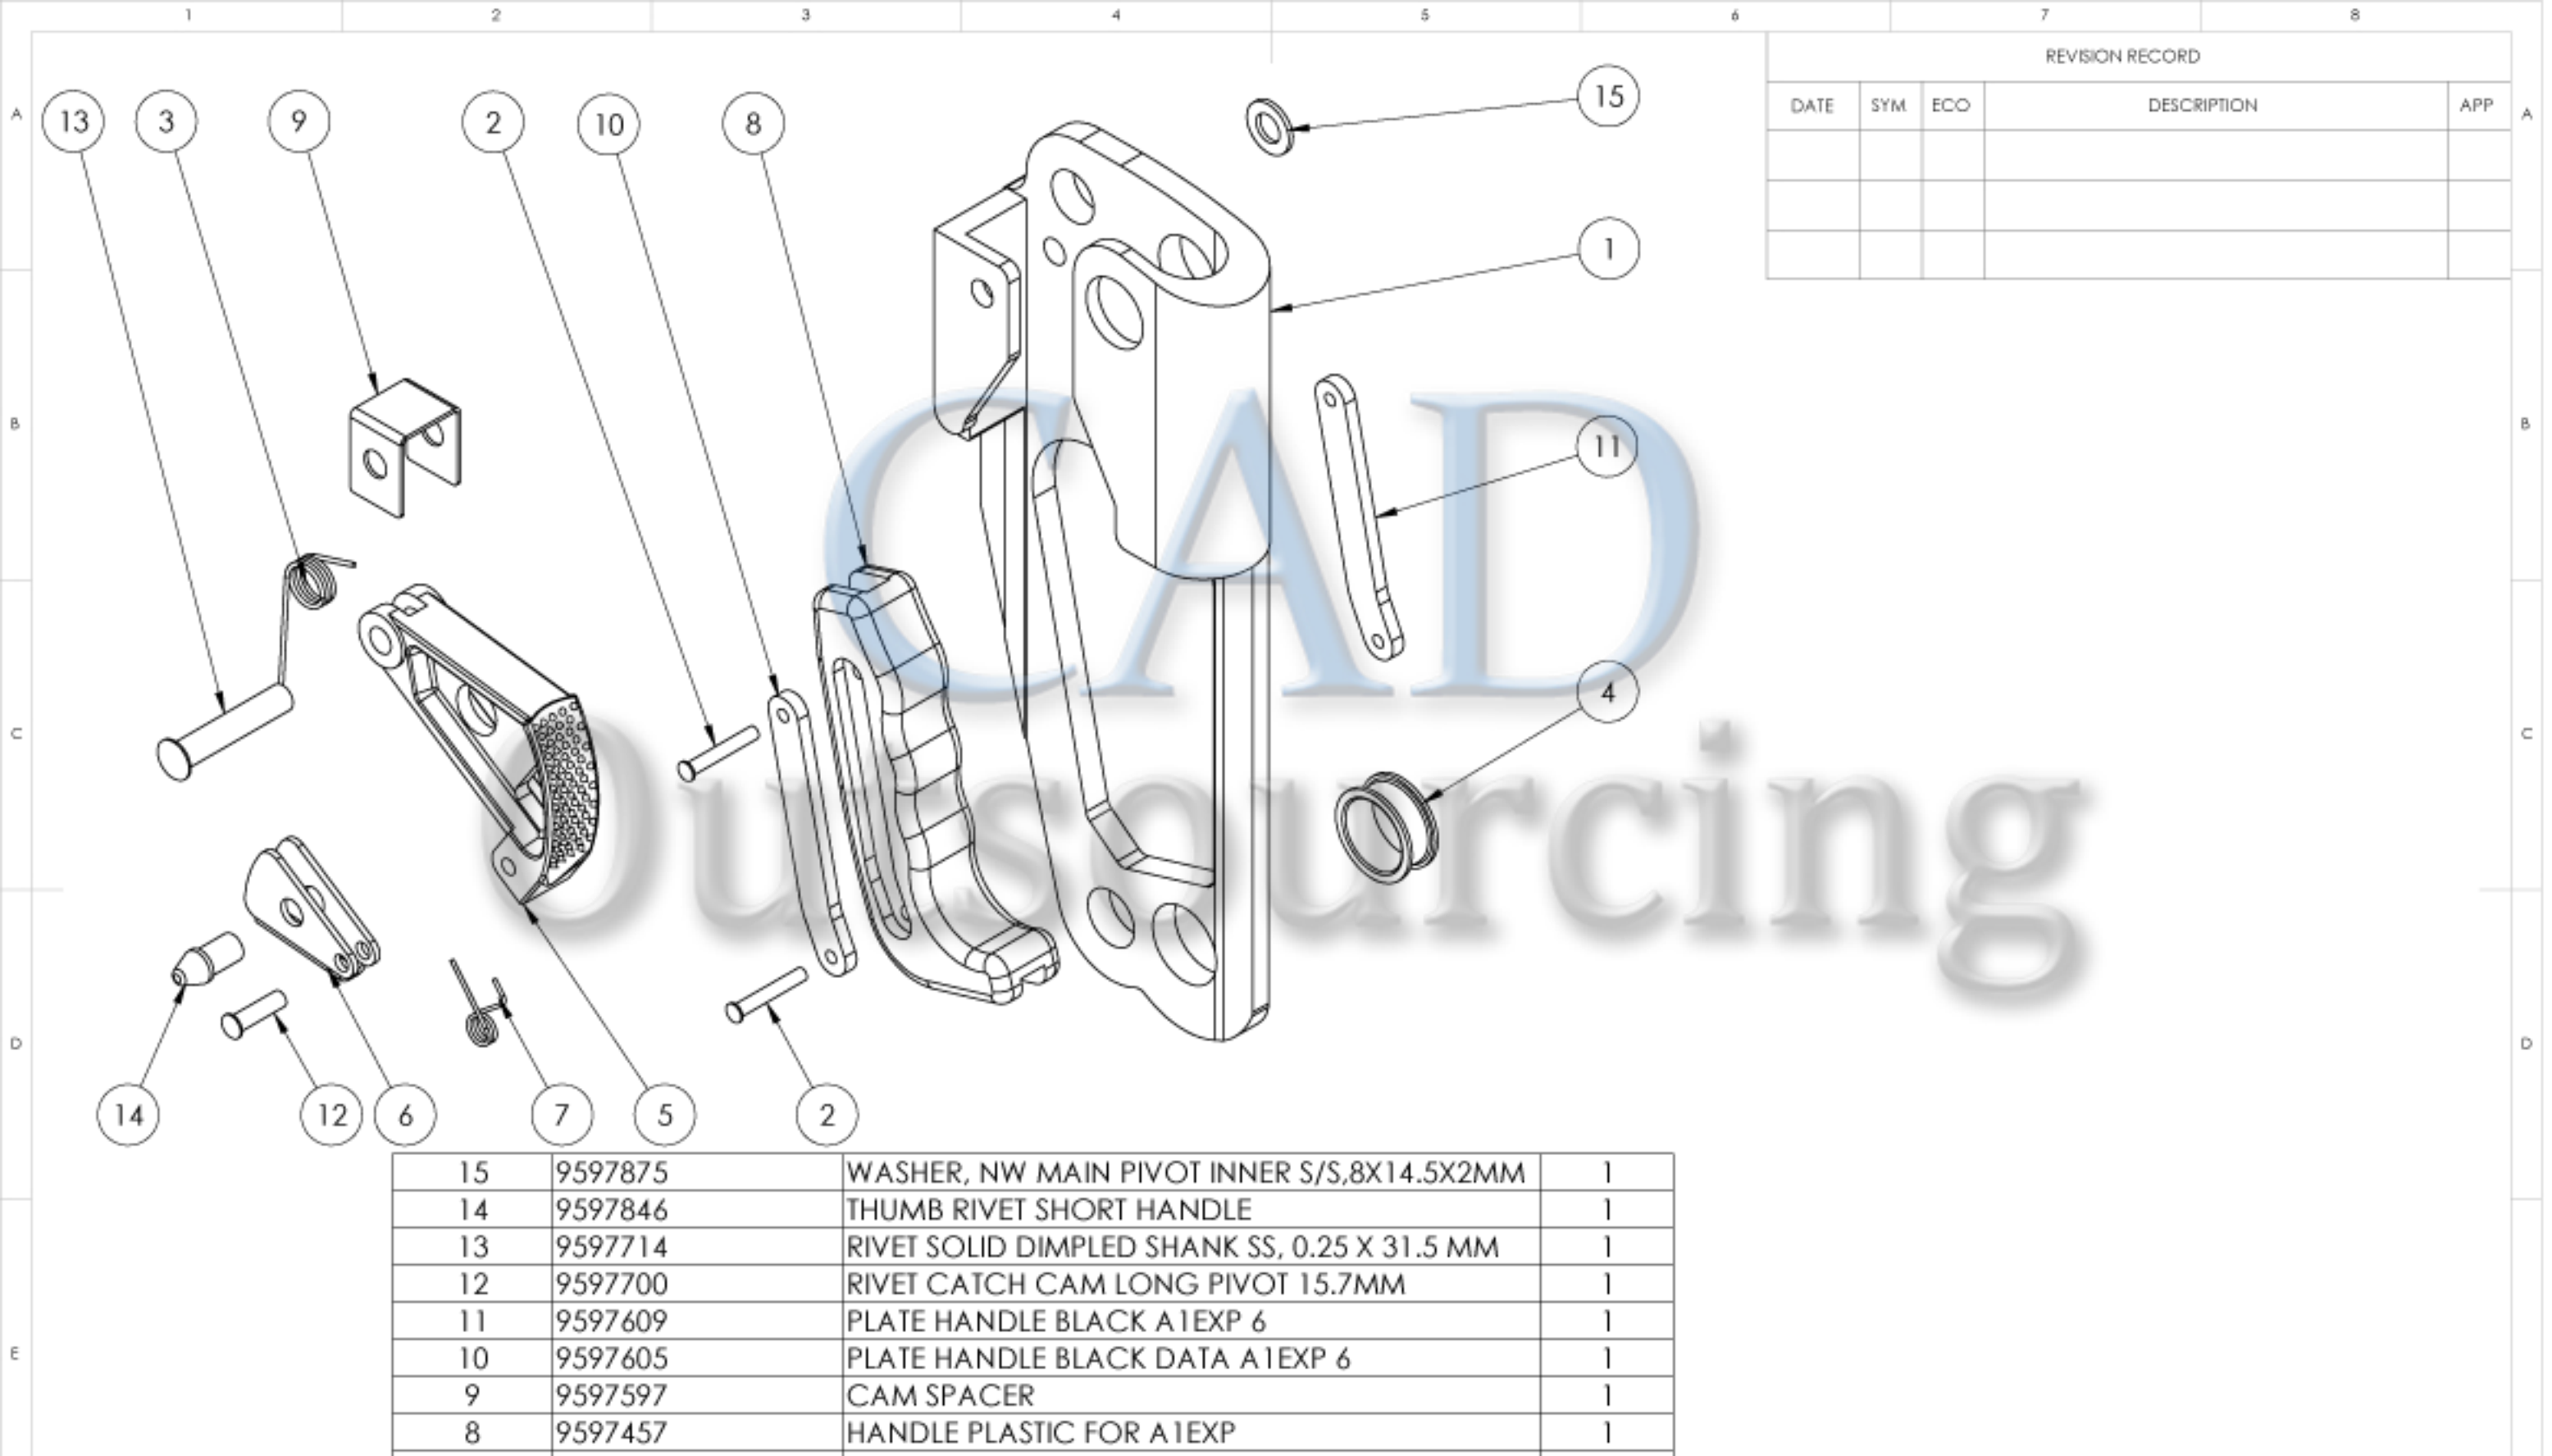 1 2 3 4 5 6 7 8
REVISION RECORD
DATE SYM ECO DESCRIPTION APP
A A
13 3 9 2 10 8 15
1
B B
11
CAD
4
C C
Outsourcing
D D
14 12 6 7 5 2
15 9597875 WASHER, NW MAIN PIVOT INNER S/S,8X14.5X2MM 1
14 9597846 THUMB RIVET SHORT HANDLE 1
13 9597714 RIVET SOLID DIMPLED SHANK SS, 0.25 X 31.5 MM 1
12 9597700 RIVET CATCH CAM LONG PIVOT 15.7MM 1
11 9597609 PLATE HANDLE BLACK A1EXP 6 1
E 10 9597605 PLATE HANDLE BLACK DATA A1EXP 6 1
9 9597597 CAM SPACER 1
8 9597457 HANDLE PLASTIC FOR A1EXP 1